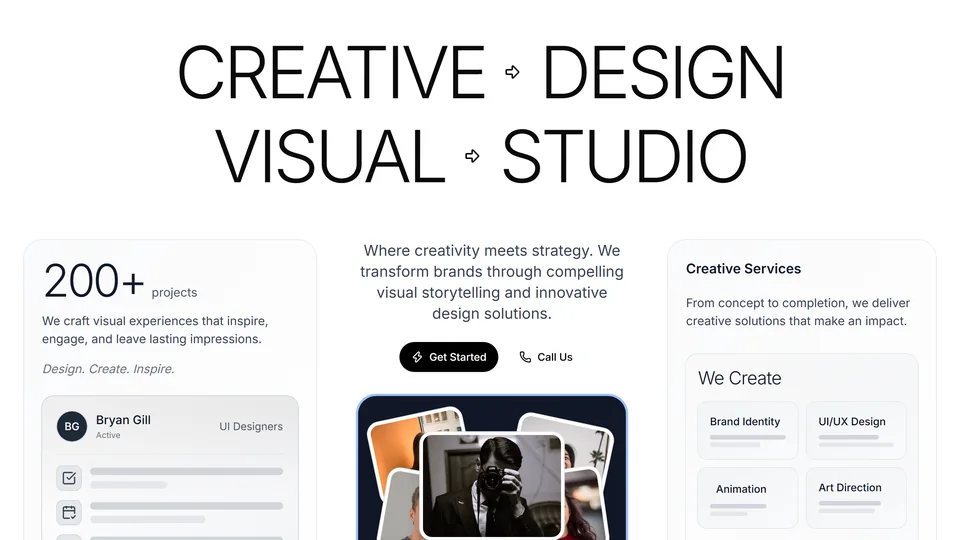 CREATIVE DESIGN
VISUAL STUDIO
200+ projects
We craft visual experiences that inspire,
engage, and leave lasting impressions.
Design. Create. Inspire.
BG
Bryan Gill
Active
UI Designers
Where creativity meets strategy. We
transform brands through compelling
visual storytelling and innovative
design solutions.
Get Started
Call Us
Creative Services
From concept to completion, we deliver
creative solutions that make an impact.
We Create
Brand Identity
UI/UX Design
Animation
Art Direction